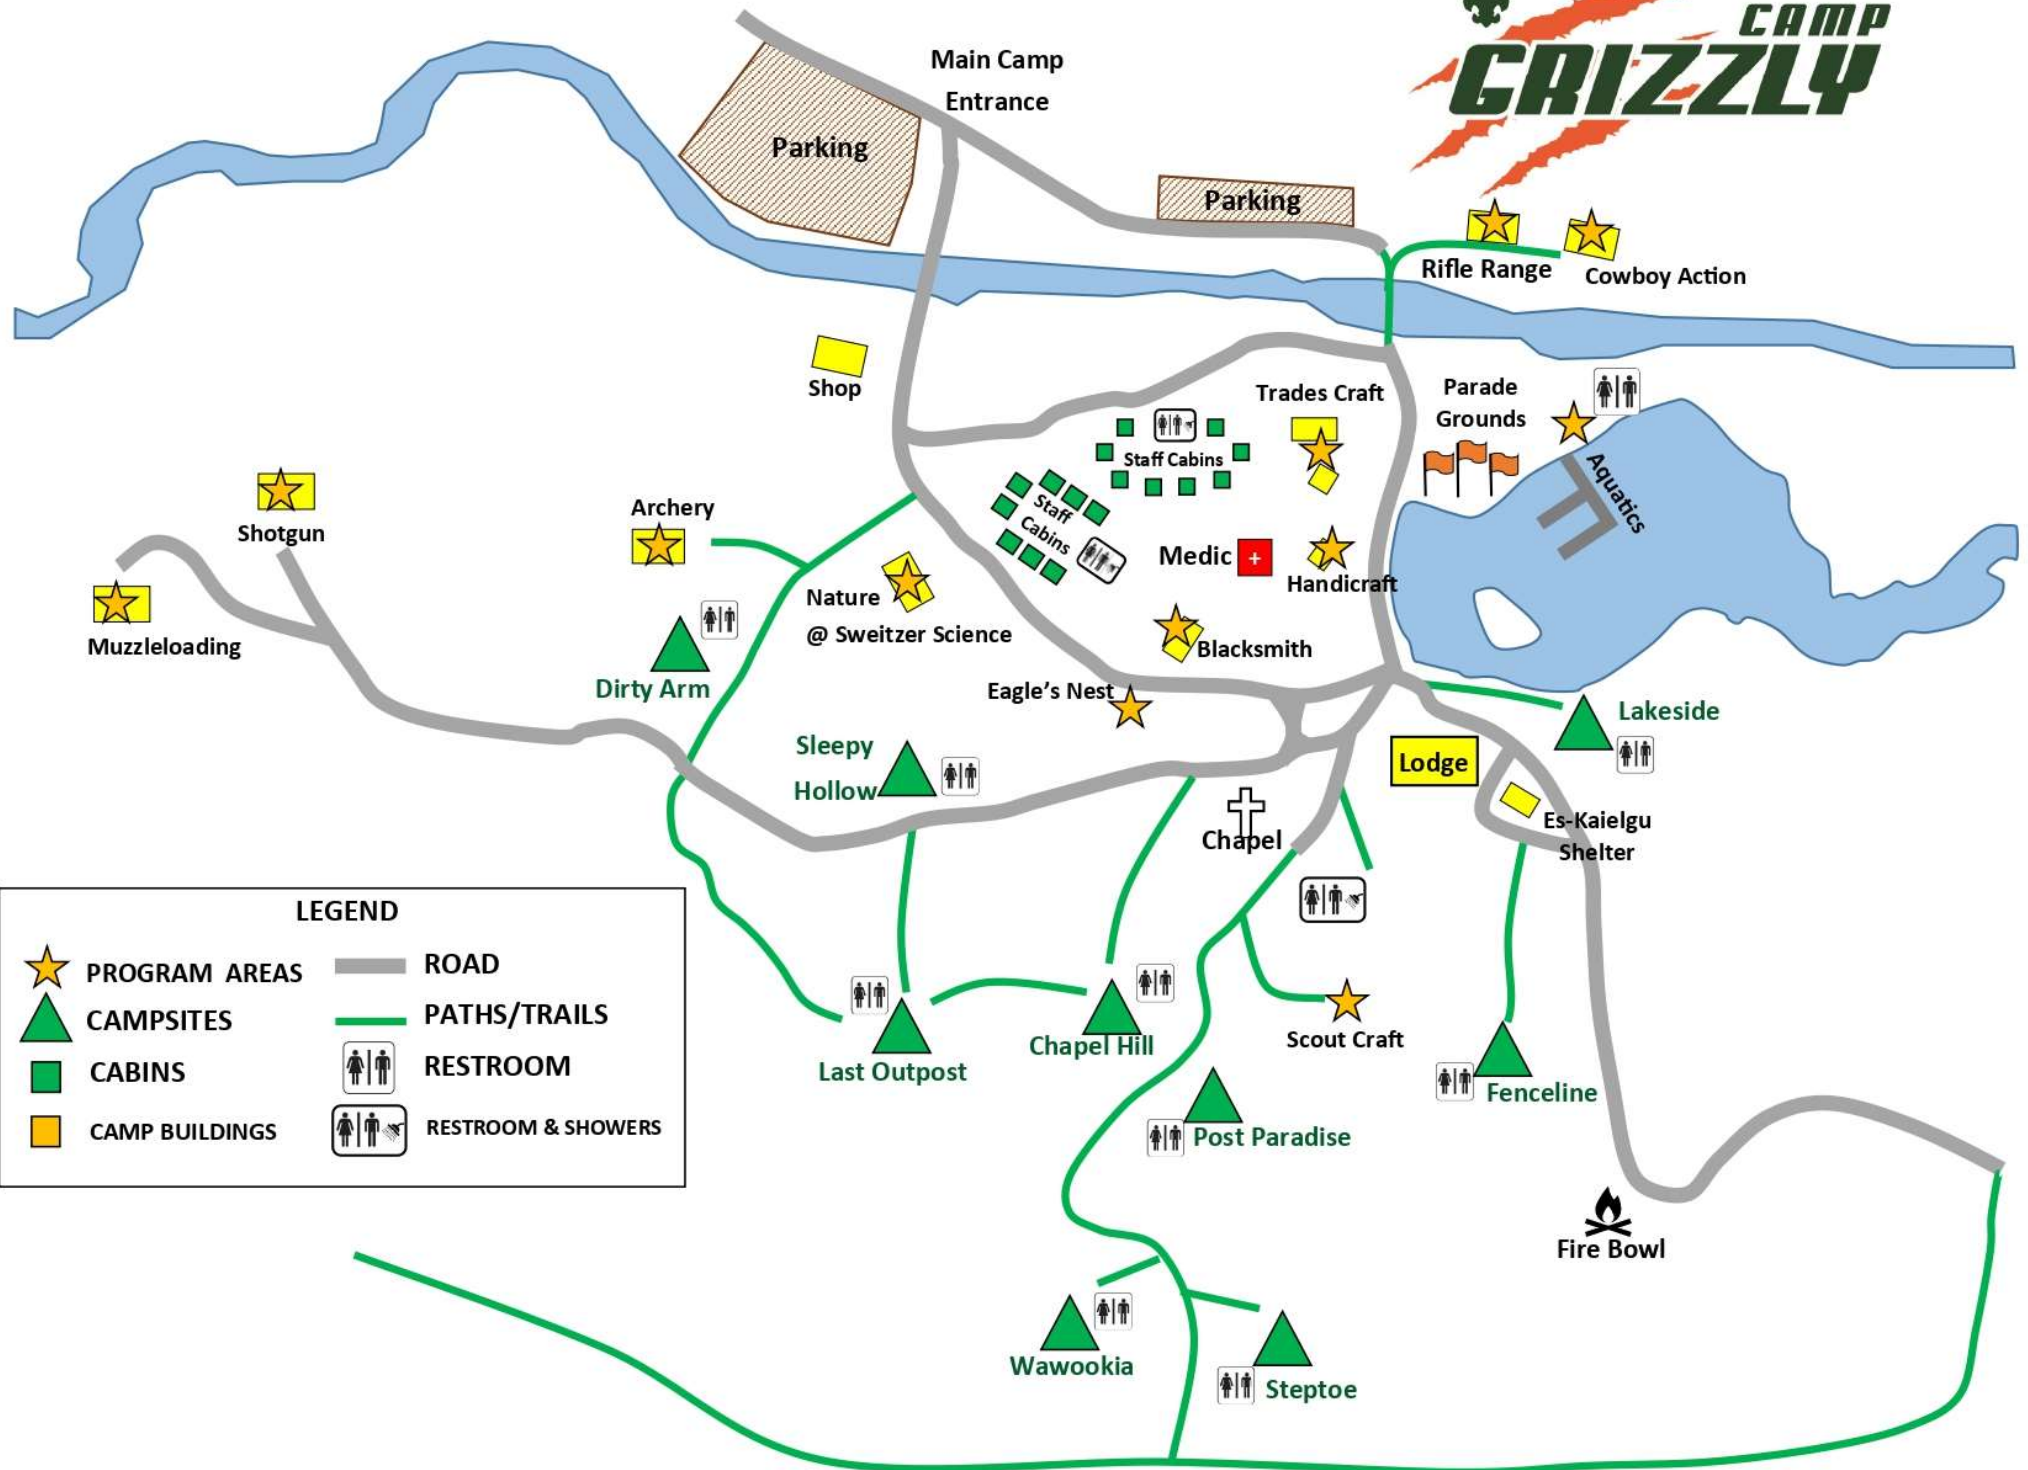 CAMP
GRIZZLY
Main Camp
Entrance
Parking
Parking
Rifle Range
Cowboy Action
Shop
Trades Craft
Parade
Grounds
Staff Cabins
Aquatics
Shotgun
Archery
Staff
Cabins
Medic
+
Handicraft
Muzzleloading
Nature
@ Sweitzer Science
Blacksmith
Dirty Arm
Eagle's Nest
Lakeside
Sleepy
Hollow
Lodge
Chapel
Es-Kaielgu
Shelter
LEGEND
PROGRAM AREAS
ROAD
CAMPSITES
PATHS/TRAILS
CABINS
RESTROOM
CAMP BUILDINGS
RESTROOM & SHOWERS
Last Outpost
Chapel Hill
Scout Craft
Fenceline
Post Paradise
Fire Bowl
Wawookia
Steptoe